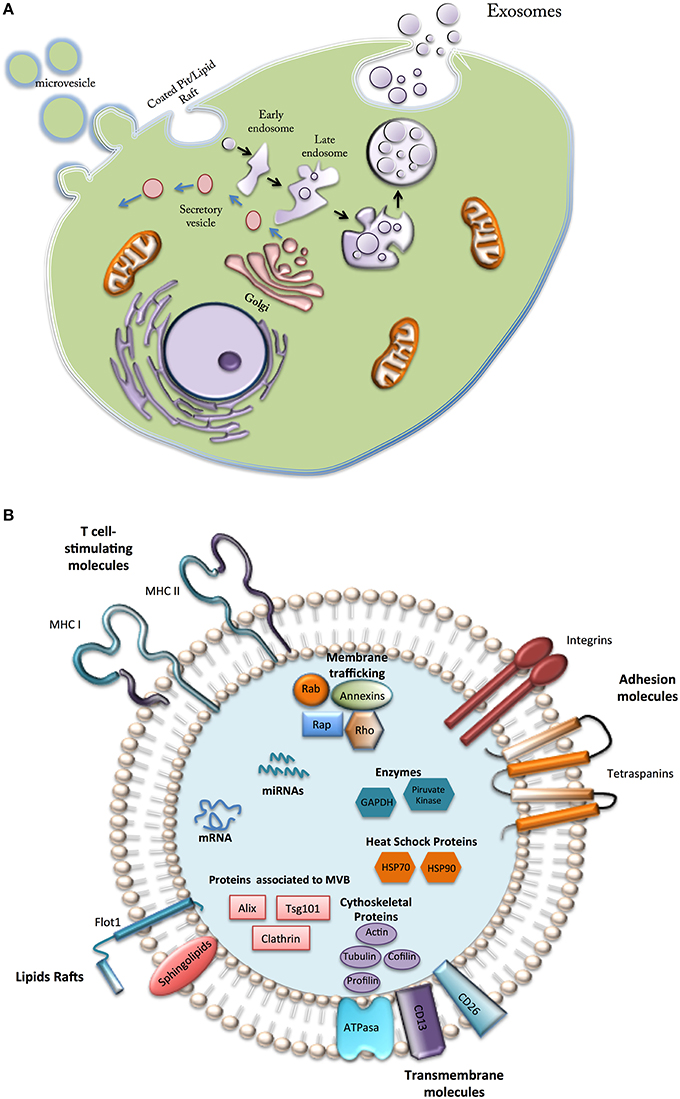 A
Exosomes
microvesicle
Coated Pit/Lipid
Raft
Early
endosome
Late
endosome
Secretory
vesicle
Golgi
B
T cell-
stimulating
molecules
MHC II
MHC I
Integrins
Membrane
trafficking
Rab
Annexins
Adhesion
molecules
Rap
Rho
Tetraspanins
miRNAs
Enzymes
GAPDH
Piruvate
Kinase
mRNA
Heat Schock Proteins
HSP70
HSP90
Proteins associated to MVB
Alix
Tsg101
Clathrin
Cythoskeletal
Proteins
Actin
Tubulin
Cofilin
Profilin
Flot1
Lipids Rafts
Sphingolipids
ATPasa
CD13
CD26
Transmembrane
molecules